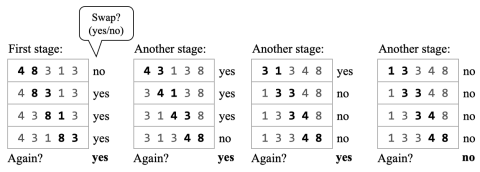 Swap?
(yes/no)
First stage: Another stage: Another stage: Another stage:
4 8 3 1 3 no 4 3 1 3 8 yes 3 1 3 4 8 yes 1 3 3 4 8 no
4 8 3 1 3 yes 3 4 1 3 8 yes 1 3 3 4 8 no 1 3 3 4 8 no
4 3 8 1 3 yes 3 1 4 3 8 yes 1 3 3 4 8 no 1 3 3 4 8 no
4 3 1 8 3 yes 3 1 3 4 8 no 1 3 3 4 8 no 1 3 3 4 8 no
Again? yes Again? yes Again? yes Again? no